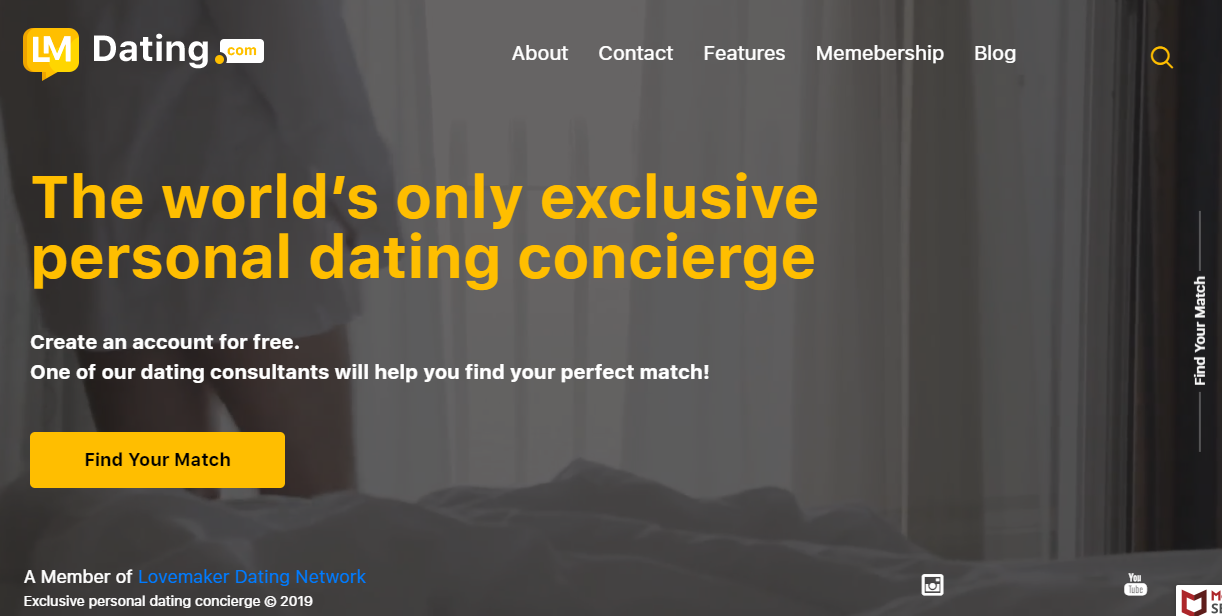 LM Dating.com
About Contact Features Memebership Blog
The world's only exclusive
personal dating concierge
Create an account for free.
One of our dating consultants will help you find your perfect match!
Find Your Match
Find Your Match
A Member of Lovemaker Dating Network
Exclusive personal dating concierge © 2019
You
Tube